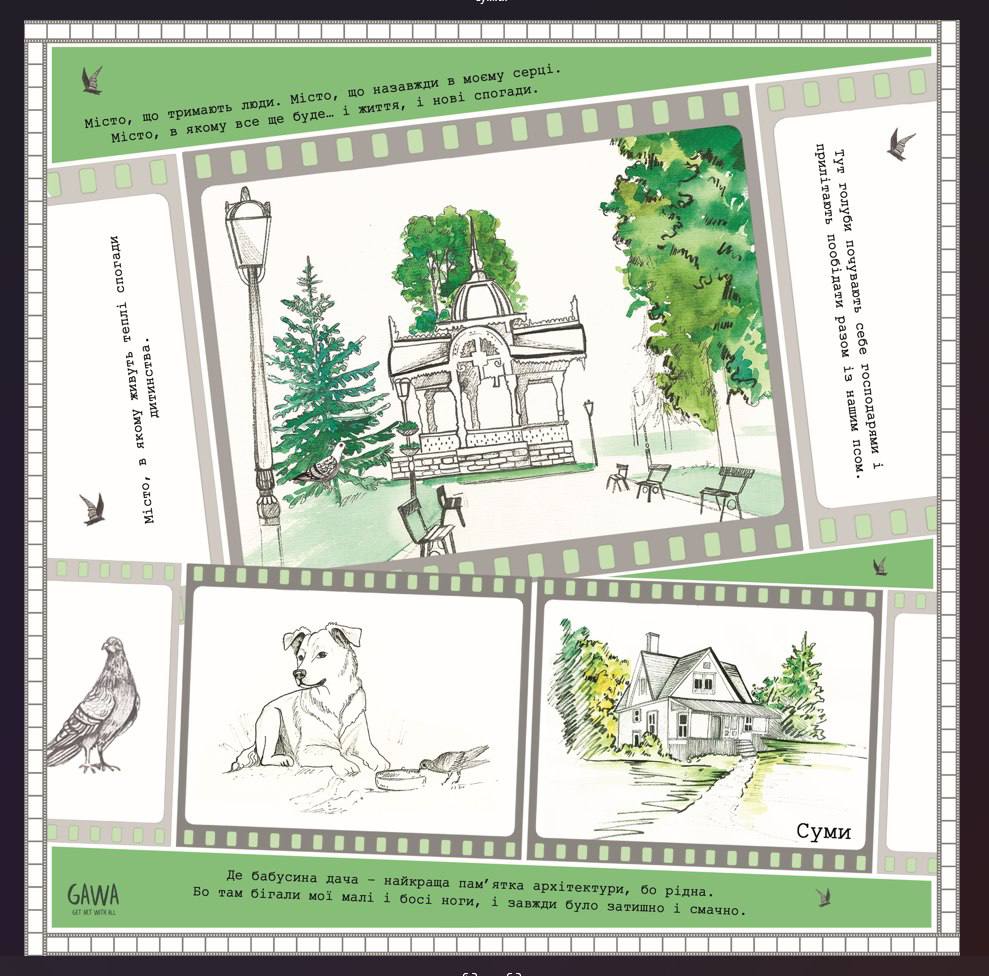 Місто, що тримають люди. Місто, що назавжди в моєму серці.
Місто, в якому все ще буде… і життя, і нові спогади.
Місто, в якому живуть теплі спогади
дитинства.
Тут голуби почувають себе господарями і
прилітають пообідати разом із нашим псом.
Суми
Де бабусина дача – найкраща пам’ятка архітектури, бо рідна.
Бо там бігали мої малі і босі ноги, і завжди було затишно і смачно.
GAWA
GET ART WITH ALL